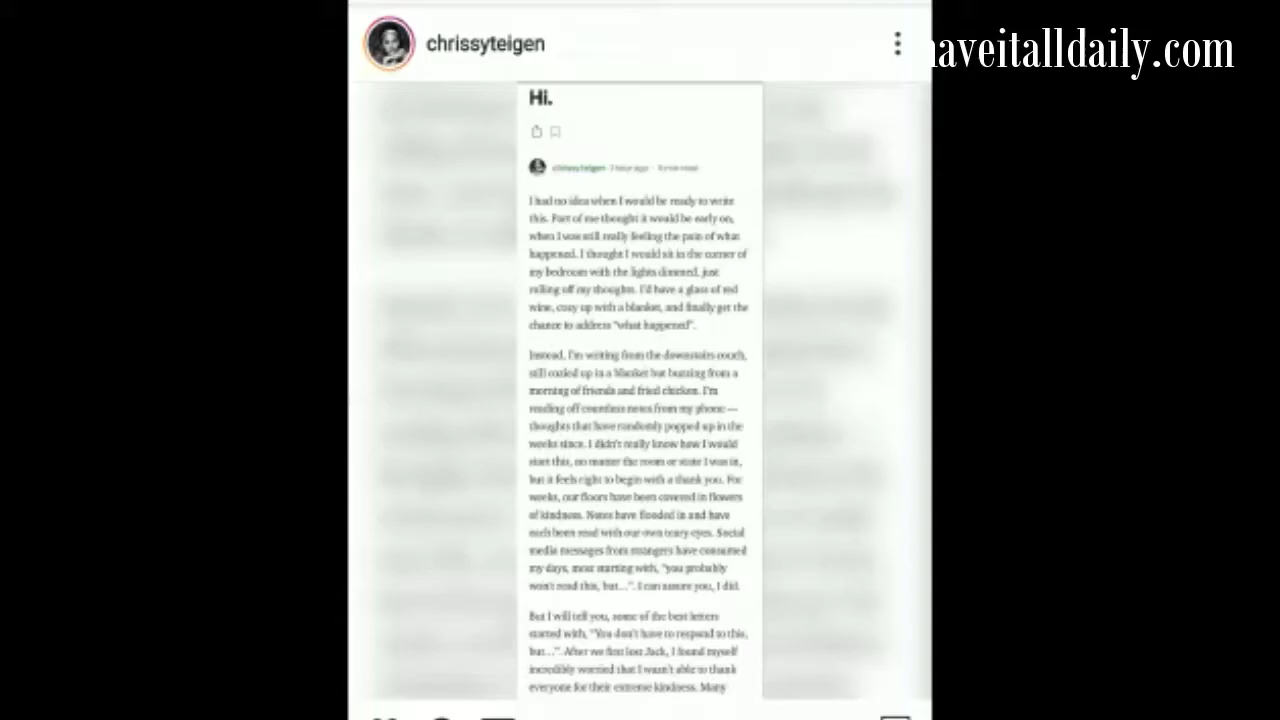 chrissyteigen
haveitalldaily.com
Hi.
chrissyteigen
I had no idea when I would be ready to write
this. Part of me thought it would be early on,
when I was still really feeling the pain of what
happened. I thought I would sit in the corner of
my bedroom with the lights dimmed, just
rolling off my thoughts. I'd have a glass of red
wine, cozy up with a blanket, and finally get the
chance to address "what happened".
Instead, I'm writing from the downstairs couch,
still cozied up in a blanket but buzzing from a
morning of friends and fried chicken. I'm
reading off countless notes from my phone —
thoughts that have randomly popped up in the
weeks since. I didn't really know how I would
start this, no matter the room or state I was in,
but it feels right to begin with a thank you. For
weeks, our floors have been covered in flowers
of kindness. Notes have flooded in and have
each been read with our own teary eyes. Social
media messages from strangers have consumed
my days, most starting with, "you probably
won't read this, but...". I can assure you, I did.
But I will tell you, some of the best letters
started with, "You don't have to respond to this,
but...". After we first lost Jack, I found myself
incredibly worried that I wasn't able to thank
everyone for their extreme kindness. Many